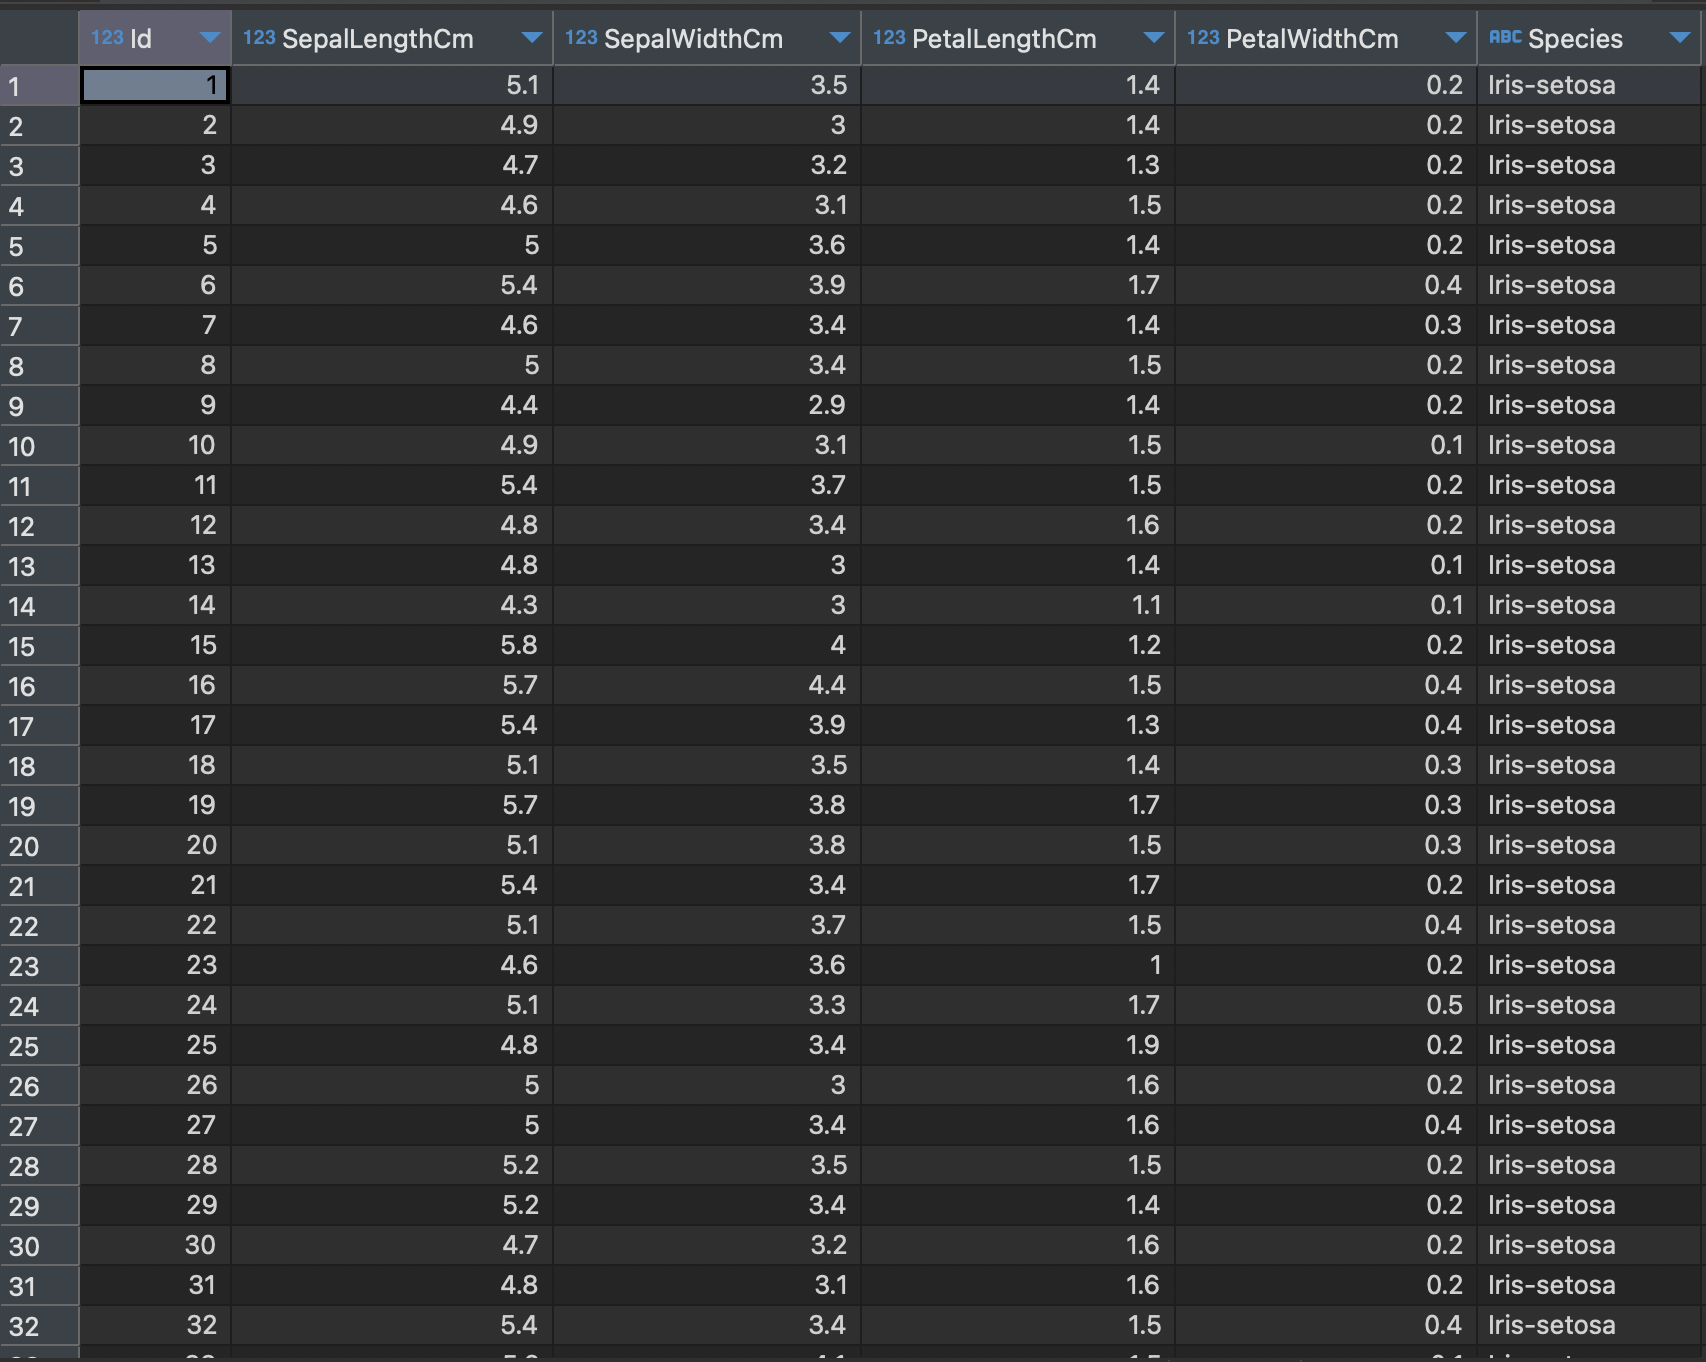 123 Id 123 SepalLengthCm 123 SepalWidthCm 123 PetalLengthCm 123 PetalWidthCm ABC Species
1 1 5.1 3.5 1.4 0.2 Iris-setosa
2 2 4.9 3 1.4 0.2 Iris-setosa
3 3 4.7 3.2 1.3 0.2 Iris-setosa
4 4 4.6 3.1 1.5 0.2 Iris-setosa
5 5 5 3.6 1.4 0.2 Iris-setosa
6 6 5.4 3.9 1.7 0.4 Iris-setosa
7 7 4.6 3.4 1.4 0.3 Iris-setosa
8 8 5 3.4 1.5 0.2 Iris-setosa
9 9 4.4 2.9 1.4 0.2 Iris-setosa
10 10 4.9 3.1 1.5 0.1 Iris-setosa
11 11 5.4 3.7 1.5 0.2 Iris-setosa
12 12 4.8 3.4 1.6 0.2 Iris-setosa
13 13 4.8 3 1.4 0.1 Iris-setosa
14 14 4.3 3 1.1 0.1 Iris-setosa
15 15 5.8 4 1.2 0.2 Iris-setosa
16 16 5.7 4.4 1.5 0.4 Iris-setosa
17 17 5.4 3.9 1.3 0.4 Iris-setosa
18 18 5.1 3.5 1.4 0.3 Iris-setosa
19 19 5.7 3.8 1.7 0.3 Iris-setosa
20 20 5.1 3.8 1.5 0.3 Iris-setosa
21 21 5.4 3.4 1.7 0.2 Iris-setosa
22 22 5.1 3.7 1.5 0.4 Iris-setosa
23 23 4.6 3.6 1 0.2 Iris-setosa
24 24 5.1 3.3 1.7 0.5 Iris-setosa
25 25 4.8 3.4 1.9 0.2 Iris-setosa
26 26 5 3 1.6 0.2 Iris-setosa
27 27 5 3.4 1.6 0.4 Iris-setosa
28 28 5.2 3.5 1.5 0.2 Iris-setosa
29 29 5.2 3.4 1.4 0.2 Iris-setosa
30 30 4.7 3.2 1.6 0.2 Iris-setosa
31 31 4.8 3.1 1.6 0.2 Iris-setosa
32 32 5.4 3.4 1.5 0.4 Iris-setosa